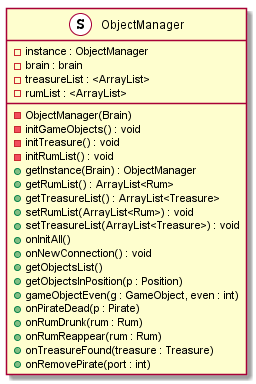 S ObjectManager
instance : ObjectManager
brain : brain
treasureList : <ArrayList>
rumList : <ArrayList>
ObjectManager(Brain)
initGameObjects() : void
initTreasure() : void
initRumList() : void
getInstance(Brain) : ObjectManager
getRumList() : ArrayList<Rum>
getTreasureList() : ArrayList<Treasure>
setRumList(ArrayList<Rum>) : void
setTreasureList(ArrayList<Treasure>) : void
onInitAll()
onNewConnection() : void
getObjectsList()
getObjectsInPosition(p : Position)
gameObjectEven(g : GameObject, even : int)
onPirateDead(p : Pirate)
onRumDrunk(rum : Rum)
onRumReappear(rum : Rum)
onTreasureFound(treasure : Treasure)
onRemovePirate(port : int)